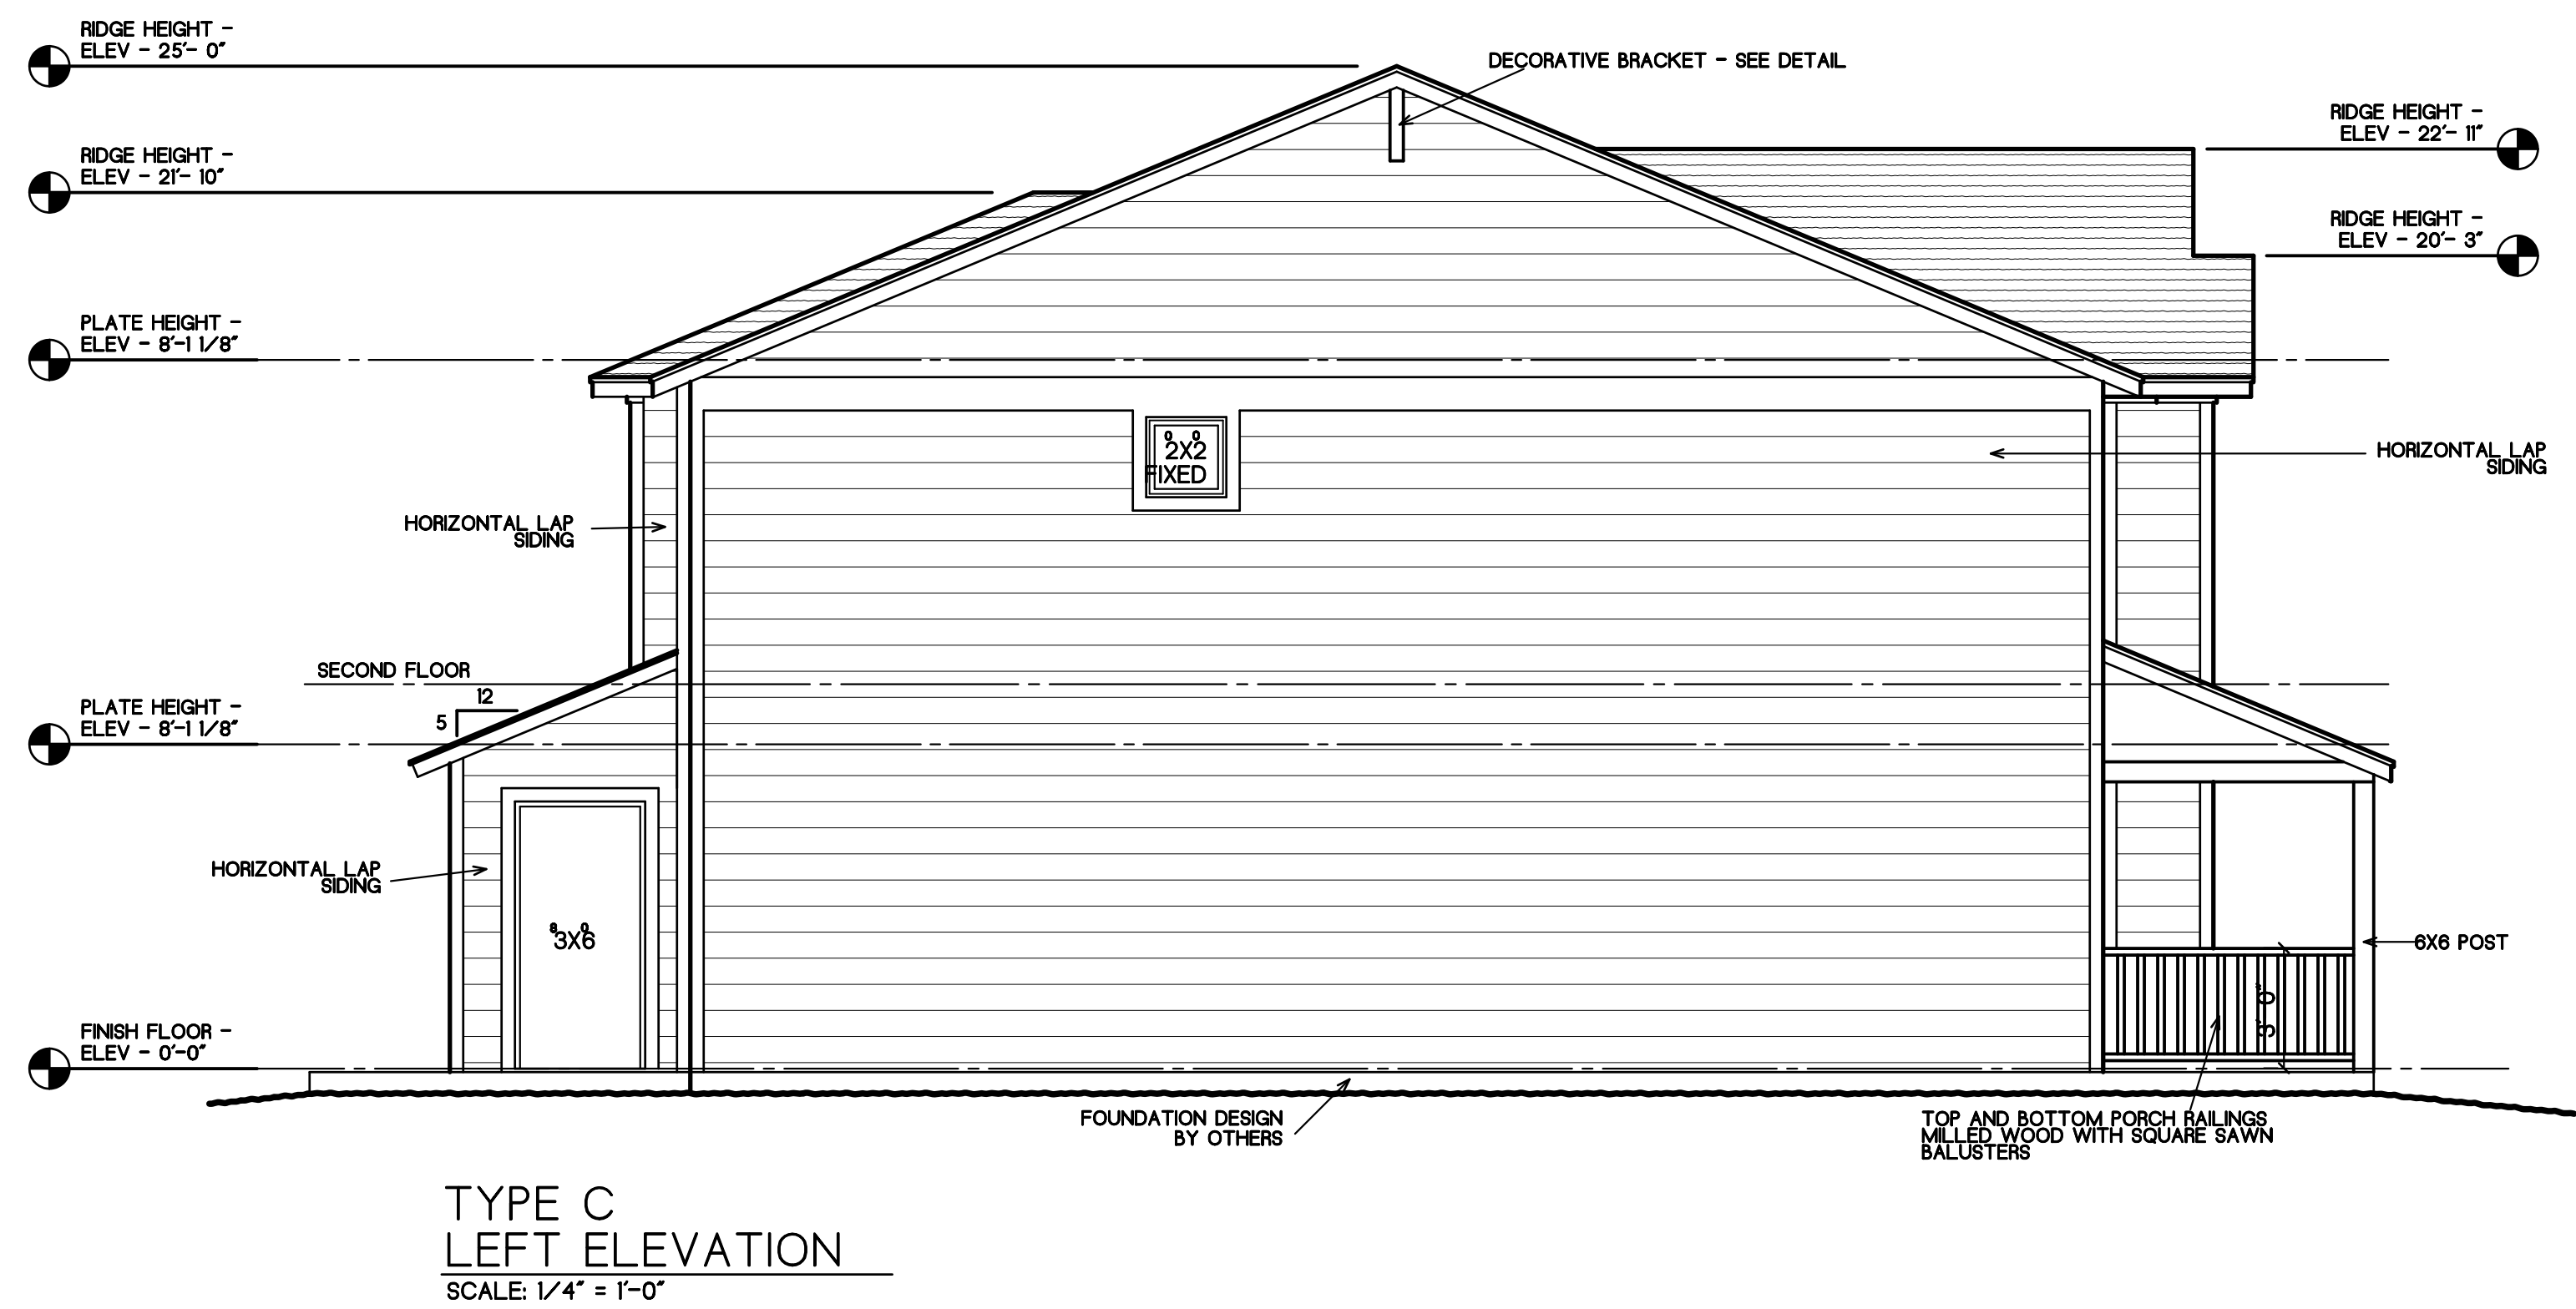 RIDGE HEIGHT -
ELEV - 25'- 0"
DECORATIVE BRACKET - SEE DETAIL
RIDGE HEIGHT -
ELEV - 22'- 11"
RIDGE HEIGHT -
ELEV - 21'- 10"
RIDGE HEIGHT -
ELEV - 20'- 3"
PLATE HEIGHT -
ELEV - 8'-1 1/8"
2⁰X2⁰
FIXED
HORIZONTAL LAP
SIDING
HORIZONTAL LAP
SIDING
SECOND FLOOR
12
5
PLATE HEIGHT -
ELEV - 8'-1 1/8"
HORIZONTAL LAP
SIDING
⁸3X6⁰
6X6 POST
3' 0"
FINISH FLOOR -
ELEV - 0'-0"
FOUNDATION DESIGN
BY OTHERS
TOP AND BOTTOM PORCH RAILINGS
MILLED WOOD WITH SQUARE SAWN
BALUSTERS
TYPE C
LEFT ELEVATION
SCALE: 1/4" = 1'-0"